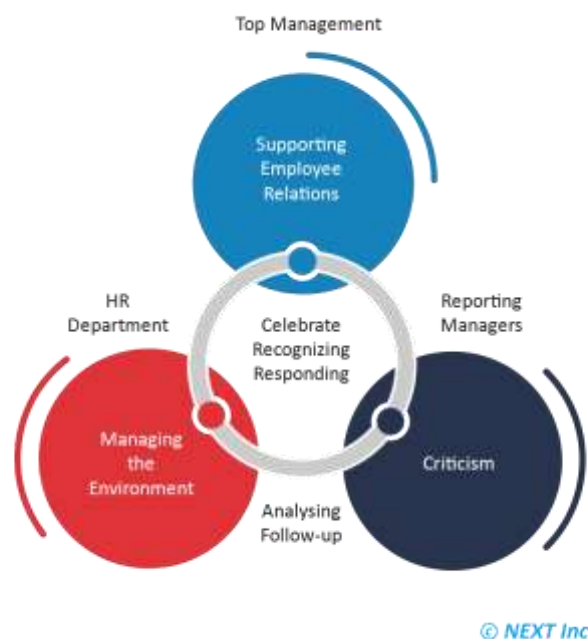 Top Management
Supporting
Employee
Relations
HR
Department
Celebrate
Recognizing
Responding
Reporting
Managers
Managing
the
Environment
Criticism
Analysing
Follow-up
© NEXT Inc